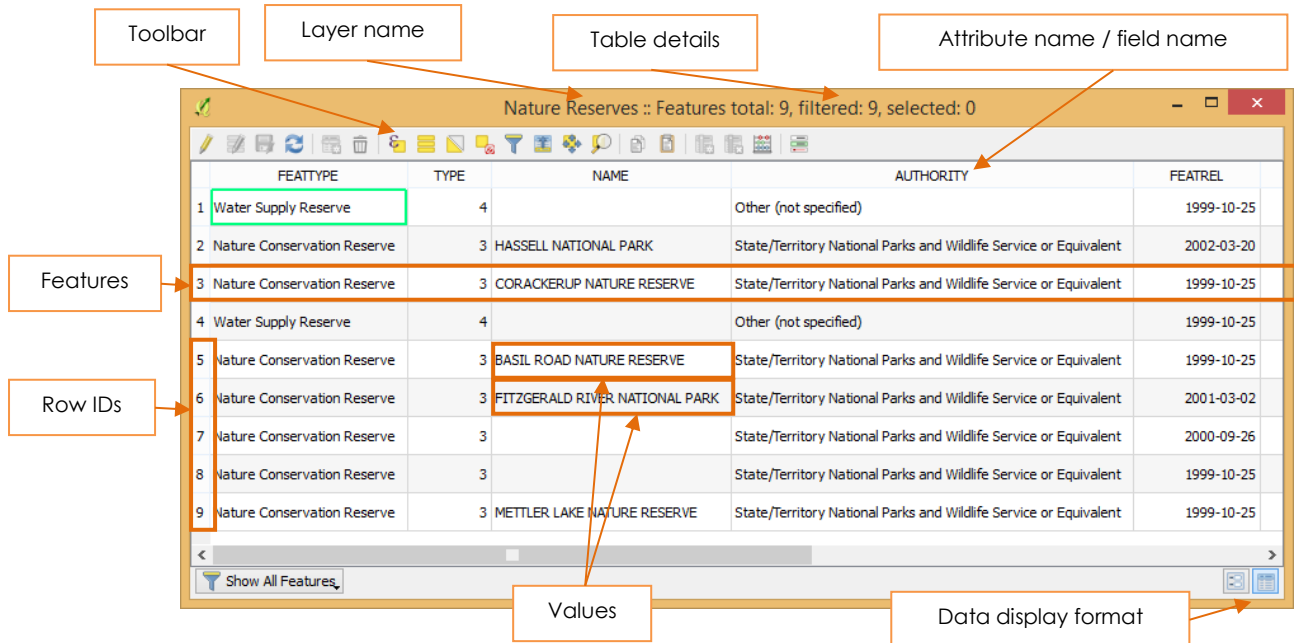 Toolbar
Layer name
Table details
Attribute name / field name
Nature Reserves :: Features total: 9, filtered: 9, selected: 0
FEATTYPE TYPE NAME AUTHORITY FEATREL
1 Water Supply Reserve 4 Other (not specified) 1999-10-25
2 Nature Conservation Reserve 3 HASSELL NATIONAL PARK State/Territory National Parks and Wildlife Service or Equivalent 2002-03-20
Features
3 Nature Conservation Reserve 3 CORACKERUP NATURE RESERVE State/Territory National Parks and Wildlife Service or Equivalent 1999-10-25
4 Water Supply Reserve 4 Other (not specified) 1999-10-25
5 Nature Conservation Reserve 3 BASIL ROAD NATURE RESERVE State/Territory National Parks and Wildlife Service or Equivalent 1999-10-25
Row IDs
6 Nature Conservation Reserve 3 FITZGERALD RIVER NATIONAL PARK State/Territory National Parks and Wildlife Service or Equivalent 2001-03-02
7 Nature Conservation Reserve 3 State/Territory National Parks and Wildlife Service or Equivalent 2000-09-26
8 Nature Conservation Reserve 3 State/Territory National Parks and Wildlife Service or Equivalent 1999-10-25
9 Nature Conservation Reserve 3 METTLER LAKE NATURE RESERVE State/Territory National Parks and Wildlife Service or Equivalent 1999-10-25
Show All Features
Values
Data display format